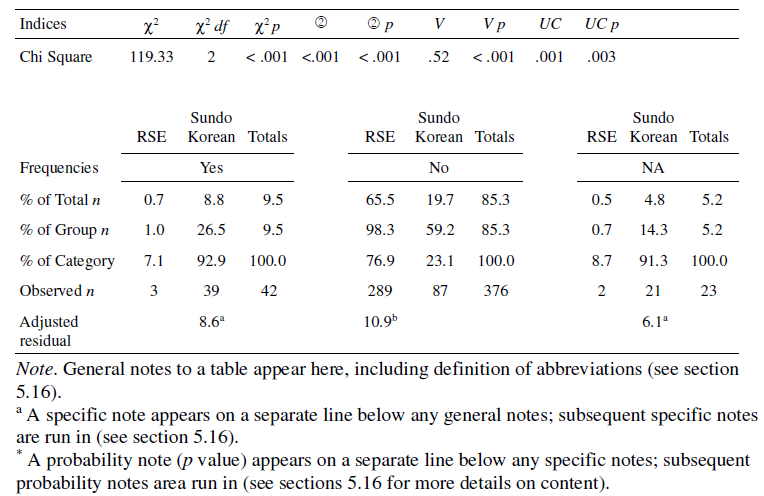 Indices χ² χ² df χ² p ② ② p V V p UC UC p
Chi Square 119.33 2 < .001 <.001 < .001 .52 < .001 .001 .003
Sundo Sundo Sundo
RSE Korean Totals RSE Korean Totals RSE Korean Totals
Frequencies Yes No NA
% of Total n 0.7 8.8 9.5 65.5 19.7 85.3 0.5 4.8 5.2
% of Group n 1.0 26.5 9.5 98.3 59.2 85.3 0.7 14.3 5.2
% of Category 7.1 92.9 100.0 76.9 23.1 100.0 8.7 91.3 100.0
Observed n 3 39 42 289 87 376 2 21 23
Adjusted 8.6ᵃ 10.9ᵇ 6.1ᵃ
residual
Note. General notes to a table appear here, including definition of abbreviations (see section
5.16).
ᵃ A specific note appears on a separate line below any general notes; subsequent specific notes
are run in (see section 5.16).
* A probability note (p value) appears on a separate line below any specific notes; subsequent
probability notes area run in (see sections 5.16 for more details on content).